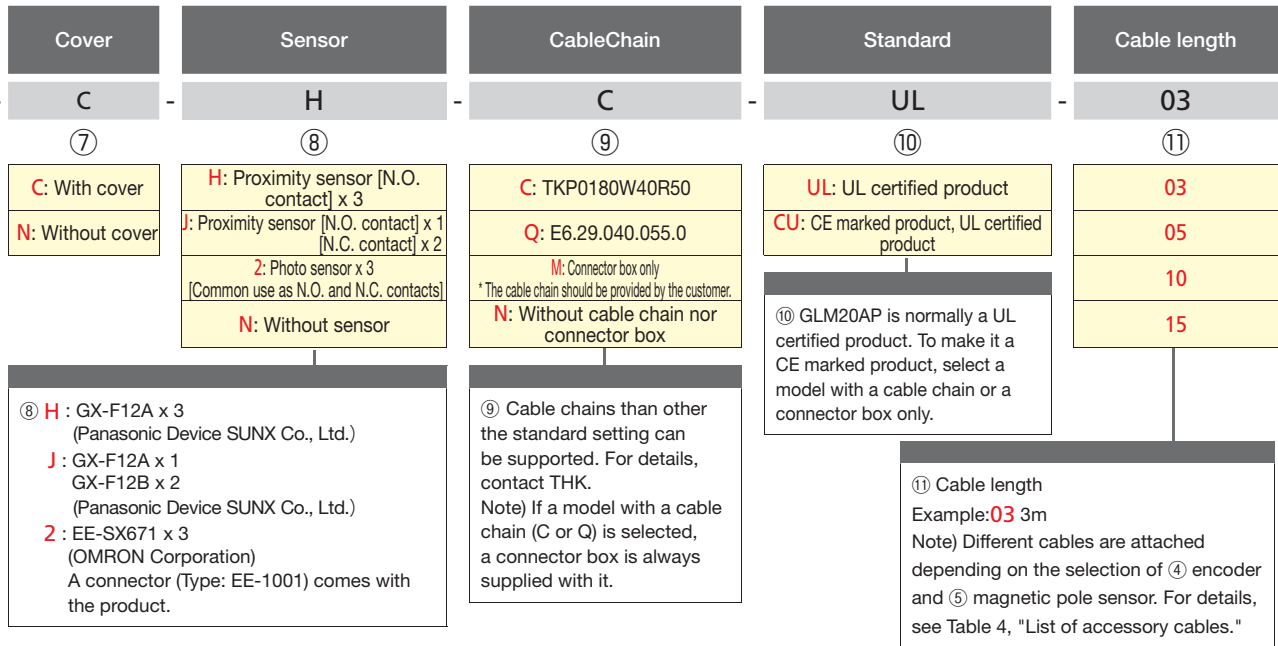 Cover
Sensor
CableChain
Standard
Cable length
- C - H - C - UL - 03
⑦
⑧
⑨
⑩
⑪
C: With cover
N: Without cover
H: Proximity sensor [N.O.
contact] x 3
J: Proximity sensor [N.O. contact] x 1
[N.C. contact] x 2
2: Photo sensor x 3
[Common use as N.O. and N.C. contacts]
N: Without sensor
C: TKP0180W40R50
Q: E6.29.040.055.0
M: Connector box only
* The cable chain should be provided by the customer.
N: Without cable chain nor
connector box
UL: UL certified product
CU: CE marked product, UL certified
product
03
05
10
15
⑧ H : GX-F12A x 3
(Panasonic Device SUNX Co., Ltd.)
J : GX-F12A x 1
GX-F12B x 2
(Panasonic Device SUNX Co., Ltd.)
2 : EE-SX671 x 3
(OMRON Corporation)
A connector (Type: EE-1001) comes with
the product.
⑨ Cable chains than other
the standard setting can
be supported. For details,
contact THK.
Note) If a model with a cable
chain (C or Q) is selected,
a connector box is always
supplied with it.
⑩ GLM20AP is normally a UL
certified product. To make it a
CE marked product, select a
model with a cable chain or a
connector box only.
⑪ Cable length
Example:03 3m
Note) Different cables are attached
depending on the selection of ④ encoder
and ⑤ magnetic pole sensor. For details,
see Table 4, "List of accessory cables."